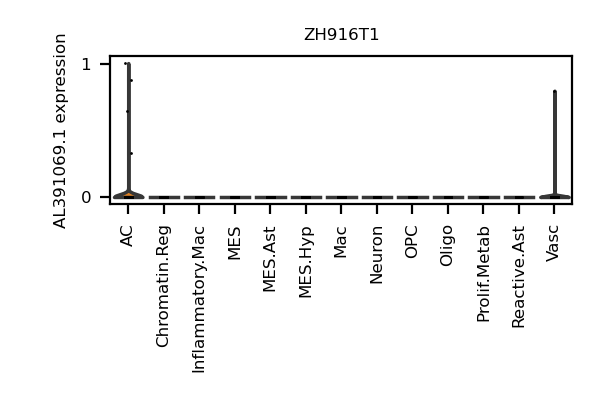 ZH916T1
AL391069.1 expression
1
0
AC
Chromatin.Reg
Inflammatory.Mac
MES
MES.Ast
MES.Hyp
Mac
Neuron
OPC
Oligo
Prolif.Metab
Reactive.Ast
Vasc